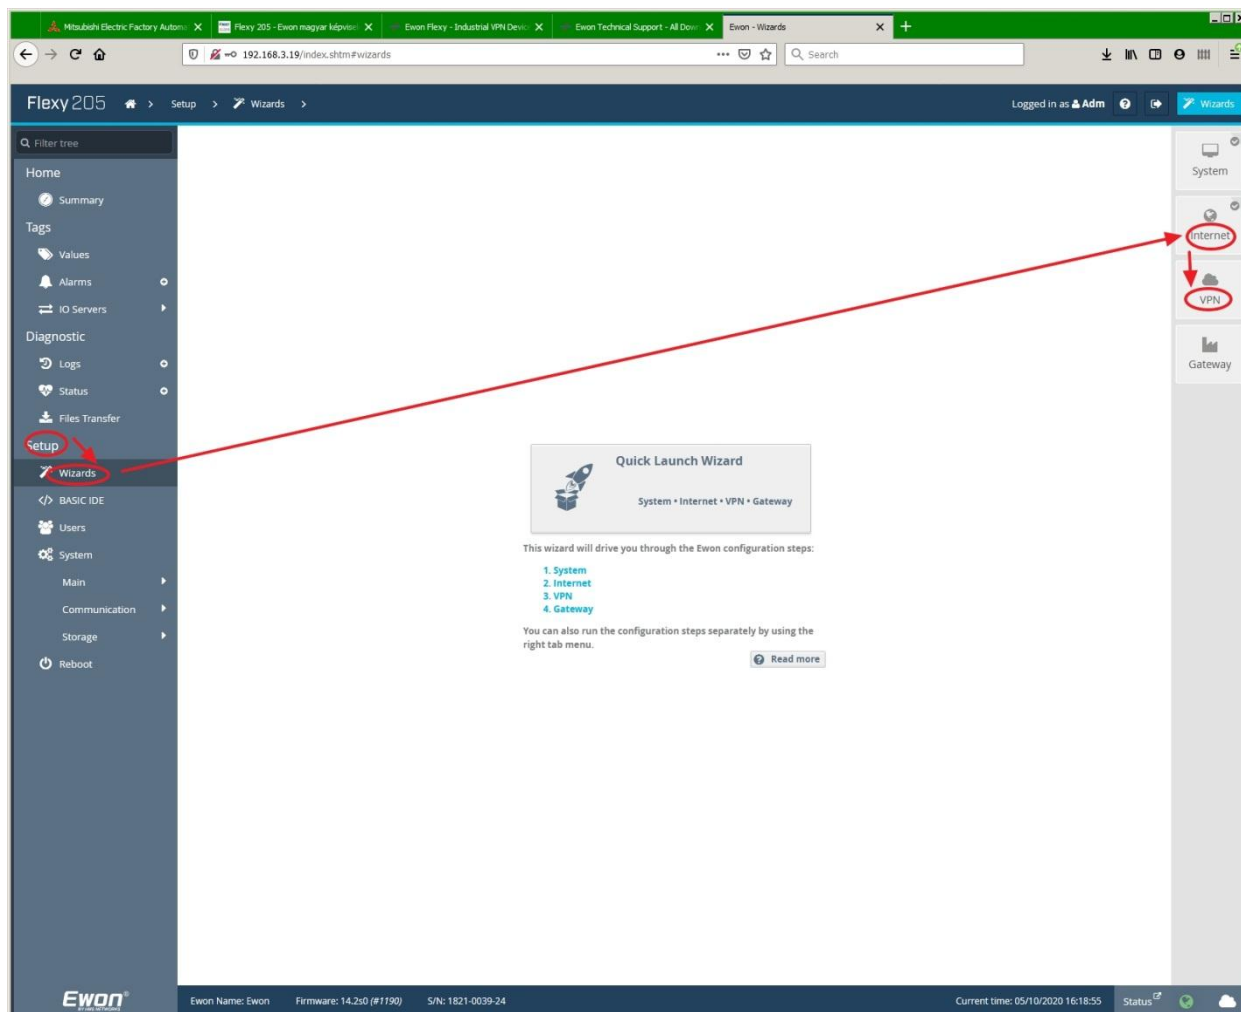 Mitsubishi Electric Factory Autom
Flexy 205 - Ewon magyar képvisel
Ewon Flexy - Industrial VPN Devic
Ewon Technical Support - All Dow
Ewon - Wizards
192.168.3.19/index.shtm#wizards
Search
Flexy 205 > Setup > Wizards >
Logged in as Adm
Wizards
Filter tree
Home
Summary
Tags
Values
Alarms
IO Servers
Diagnostic
Logs
Status
Files Transfer
Setup
Wizards
BASIC IDE
Users
System
Main
Communication
Storage
Reboot
Quick Launch Wizard
System • Internet • VPN • Gateway
This wizard will drive you through the Ewon configuration steps:
1. System
2. Internet
3. VPN
4. Gateway
You can also run the configuration steps separately by using the
right tab menu.
Read more
System
Internet
VPN
Gateway
Ewon®
BY HMS NETWORKS
Ewon Name: Ewon
Firmware: 14.2s0 (#1190)
S/N: 1821-0039-24
Current time: 05/10/2020 16:18:55
Status